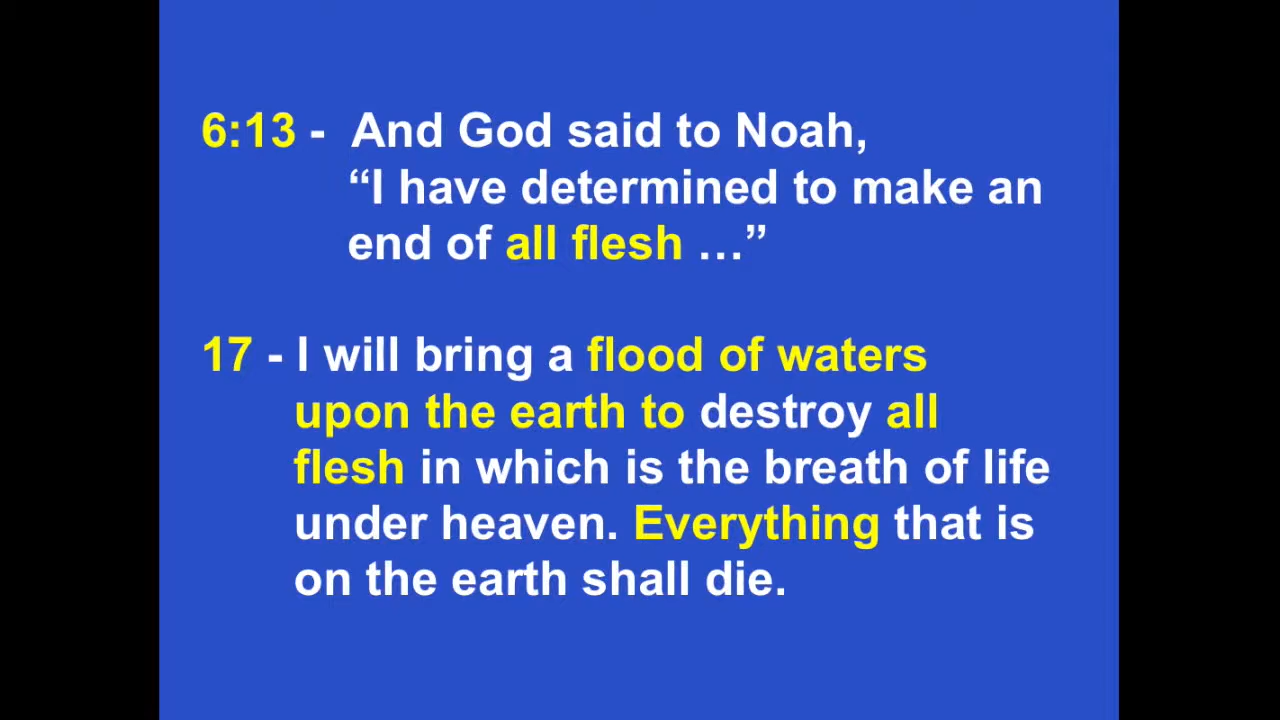 6:13 - And God said to Noah,
“I have determined to make an
end of all flesh …”
17 - I will bring a flood of waters
upon the earth to destroy all
flesh in which is the breath of life
under heaven. Everything that is
on the earth shall die.